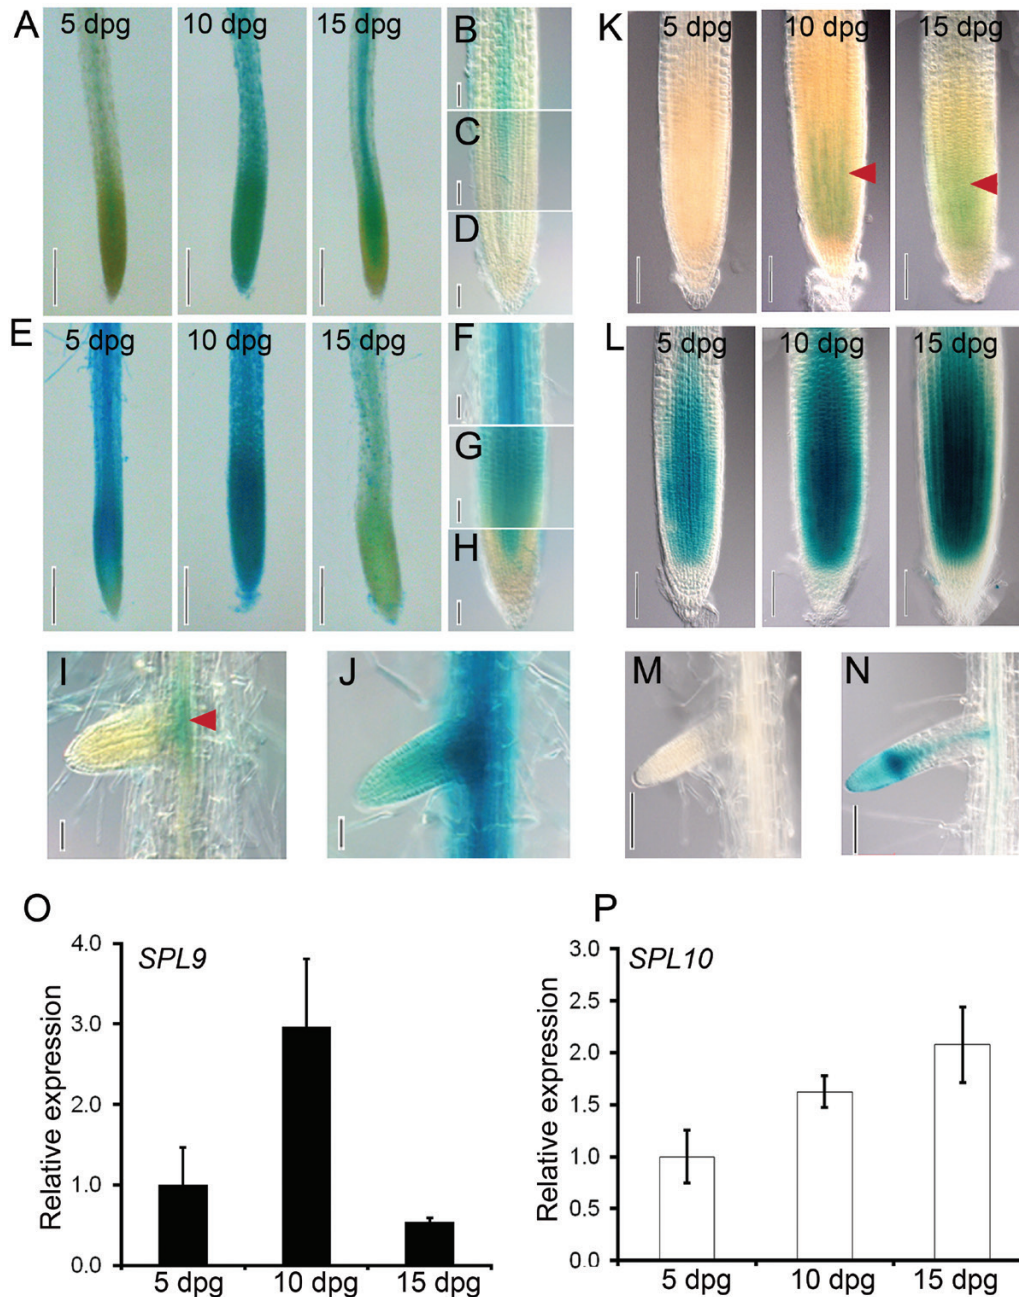 A
5 dpg
10 dpg
15 dpg
B
C
D
E
5 dpg
10 dpg
15 dpg
F
G
H
I
J
K
5 dpg
10 dpg
15 dpg
L
5 dpg
10 dpg
15 dpg
M
N
O
SPL9
Relative expression
4.0
3.0
2.0
1.0
0.0
5 dpg
10 dpg
15 dpg
P
SPL10
Relative expression
3.0
2.5
2.0
1.5
1.0
0.5
0.0
5 dpg
10 dpg
15 dpg